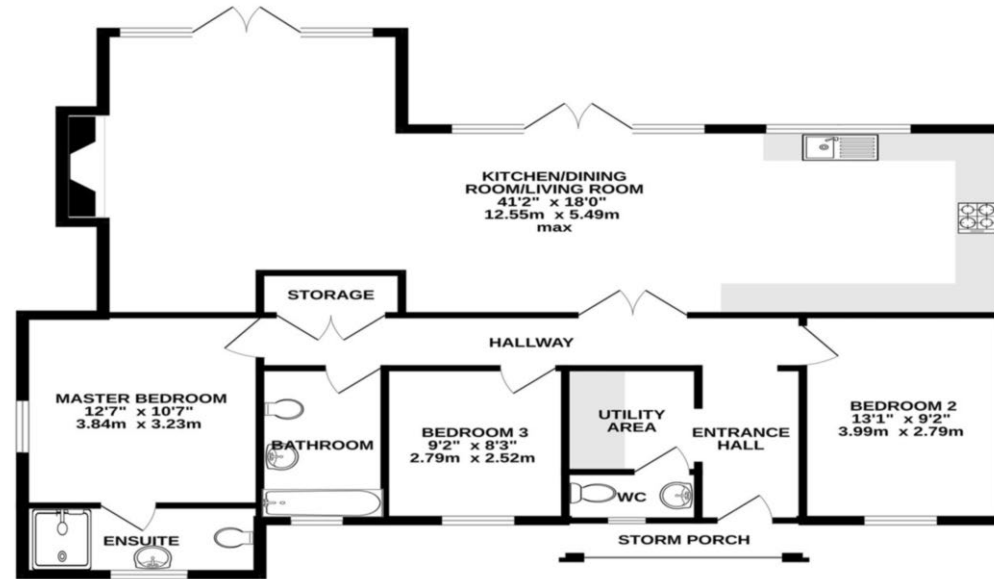 KITCHEN/DINING
ROOM/LIVING ROOM
41'2" x 18'0"
12.55m x 5.49m
max
STORAGE
HALLWAY
MASTER BEDROOM
12'7" x 10'7"
3.84m x 3.23m
BATHROOM
BEDROOM 3
9'2" x 8'3"
2.79m x 2.52m
UTILITY
AREA
ENTRANCE
HALL
BEDROOM 2
13'1" x 9'2"
3.99m x 2.79m
WC
ENSUITE
STORM PORCH